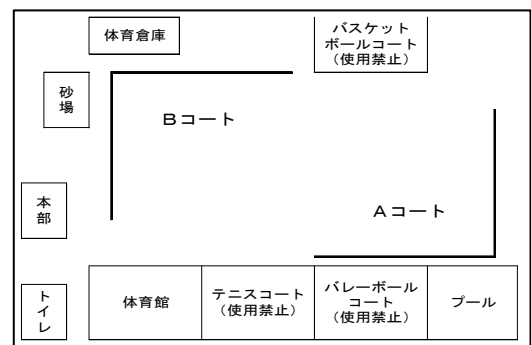 体育倉庫
バスケット
ボールコート
（使用禁止）
砂
場
Ｂコート
本
部
Ａコート
ト
イ
レ
体育館
テニスコート
（使用禁止）
バレーボール
コート
（使用禁止）
プール